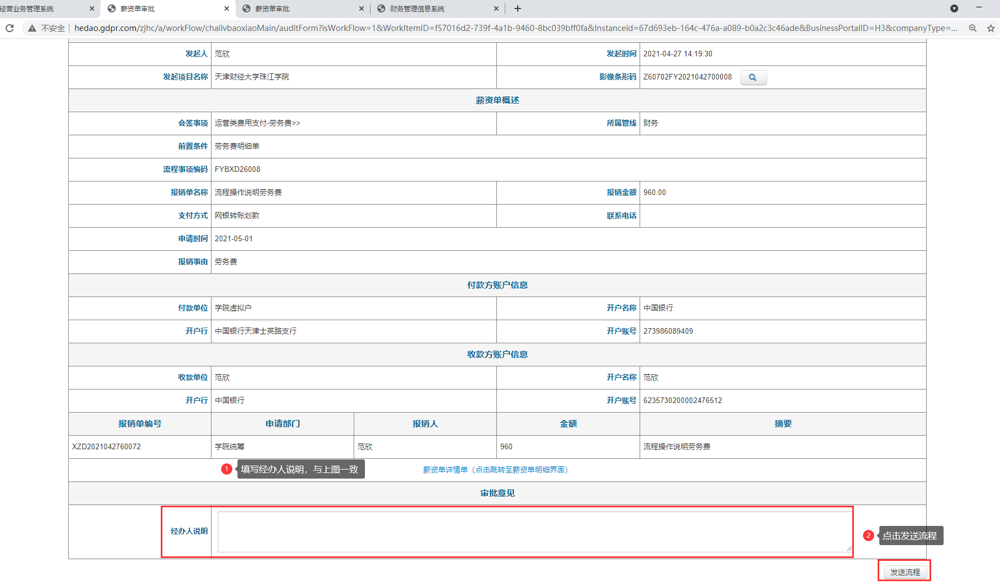 经营业务管理系统 薪资单审批 薪资单审批 财务管理信息系统
不安全 hedao.gdpr.com/zjhc/a/workFlow/chailvbaoxiaoMain/auditForm?isWorkFlow=1&WorkItemID=f57016d2-739f-4a1b-9460-8bc039bff0fa&Instanceid=67d693eb-164c-476a-a089-b0a2c3c46ade&BusinessPortalID=H3&companyType=...
发起人 范欣 发起时间 2021-04-27 14:19:30
发起项目名称 天津财经大学珠江学院 影像条形码 Z60702FY2021042700008
薪资单概述
会签事项 运营类费用支付-劳务费>> 所属管线 财务
前置条件 劳务费明细单
流程事项编码 FYBXD26008
报销单名称 流程操作说明劳务费 报销金额 960.00
支付方式 网银转账划款 联系电话
申请时间 2021-05-01
报销事由 劳务费
付款方账户信息
付款单位 学院虚拟户 开户名称 中国银行
开户行 中国银行天津士英路支行 开户账号 273986089409
收款方账户信息
收款单位 范欣 开户名称 范欣
开户行 中国银行 开户账号 6235730200002476512
报销单编号 申请部门 报销人 金额 摘要
XZD2021042760072 学院统筹 范欣 960 流程操作说明劳务费
1 填写经办人说明，与上图一致 薪资单详情单（点击跳转至薪资单明细界面）
审批意见
经办人说明
2 点击发送流程
发送流程